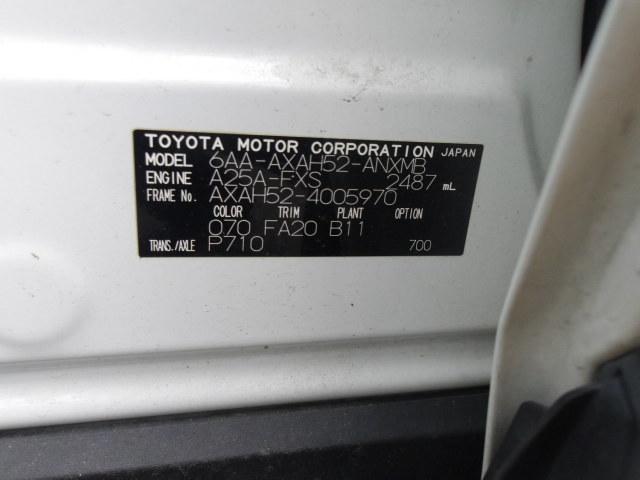 TOYOTA MOTOR CORPORATION JAPAN
MODEL 6AA-AXAH52-ANXMB
ENGINE A25A-FXS 2487 mL
FRAME No. AXAH52-4005970
COLOR TRIM PLANT OPTION
070 FA20 B11
TRANS./AXLE P710 700